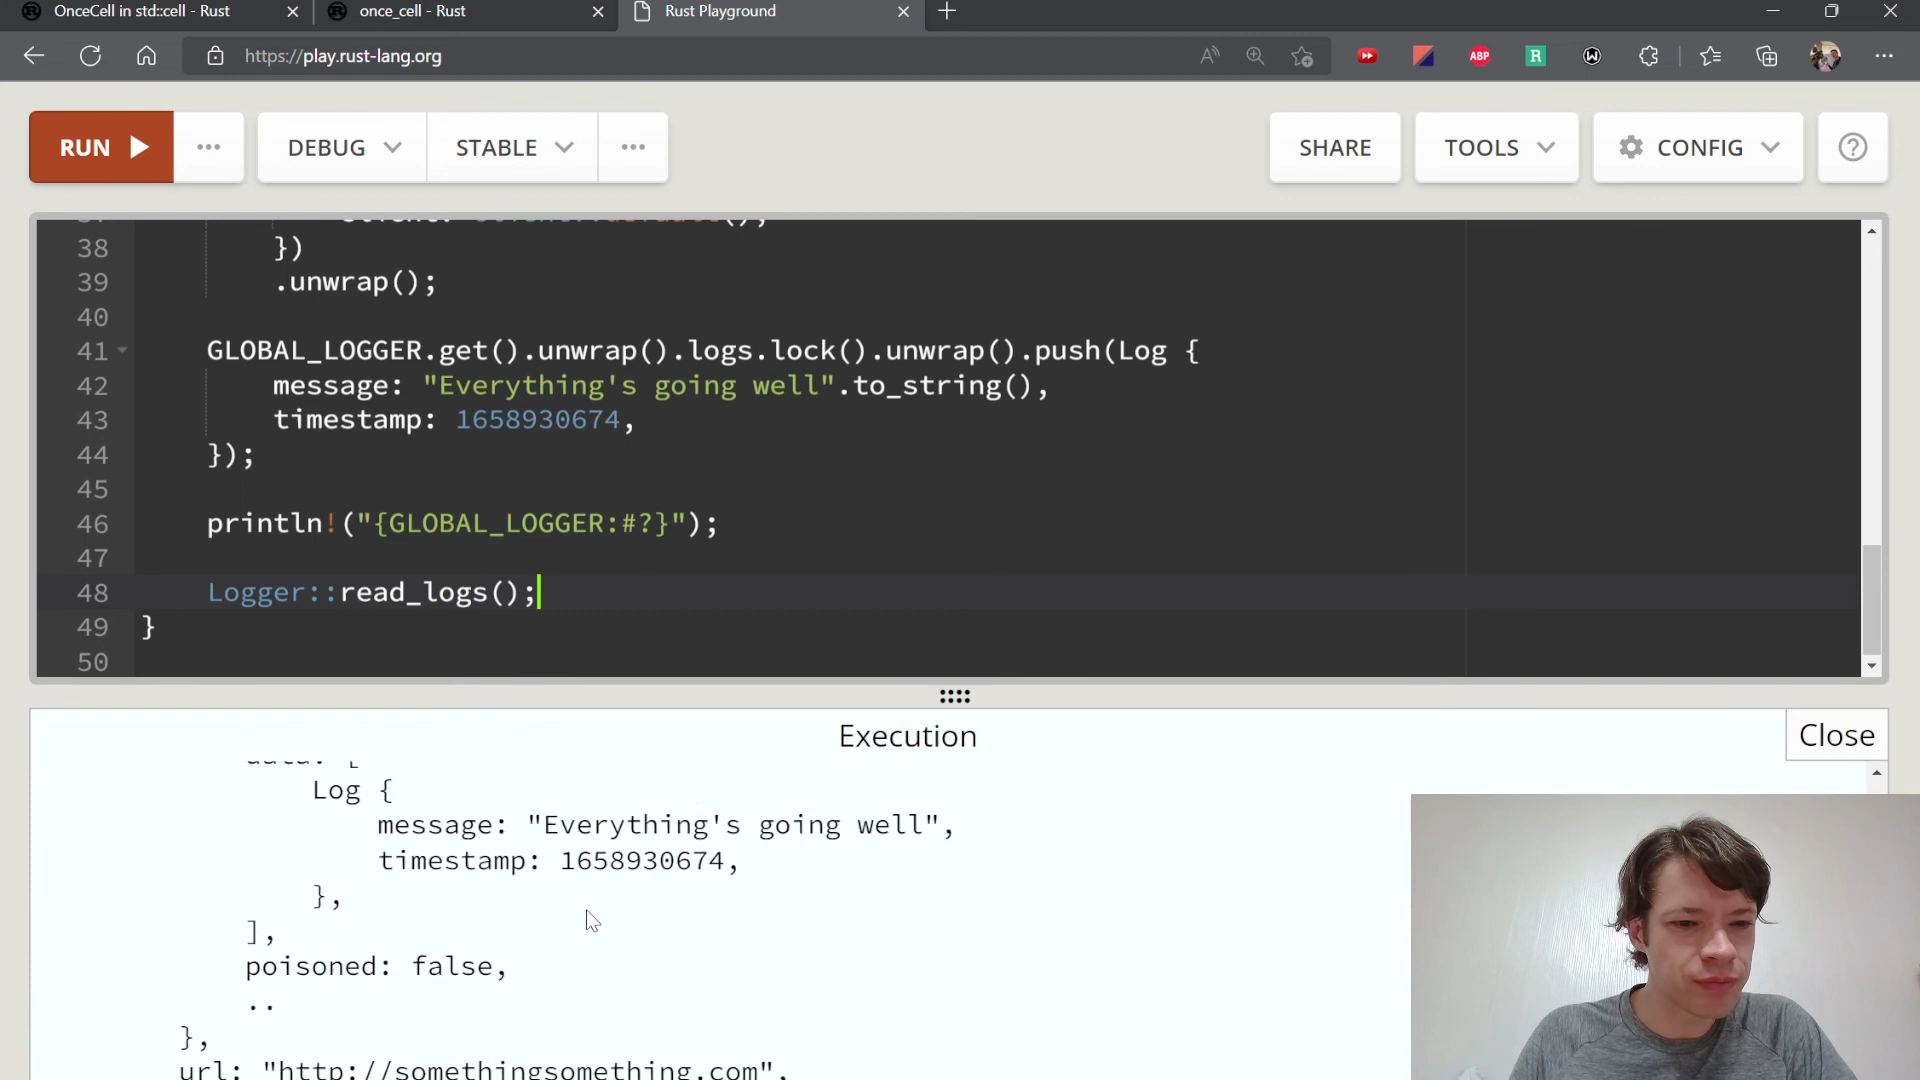 OnceCell in std::cell - Rust
once_cell - Rust
Rust Playground
https://play.rust-lang.org
ABP
R
W
RUN
...
DEBUG
STABLE
...
SHARE
TOOLS
CONFIG
?
38 })
39 .unwrap();
40
41 GLOBAL_LOGGER.get().unwrap().logs.lock().unwrap().push(Log {
42 message: "Everything's going well".to_string(),
43 timestamp: 1658930674,
44 });
45
46 println!("{GLOBAL_LOGGER:#?}");
47
48 Logger::read_logs();
49 }
50
Execution
Close
Log {
message: "Everything's going well",
timestamp: 1658930674,
},
],
poisoned: false,
..
},
url: "http://somethingsomething.com",